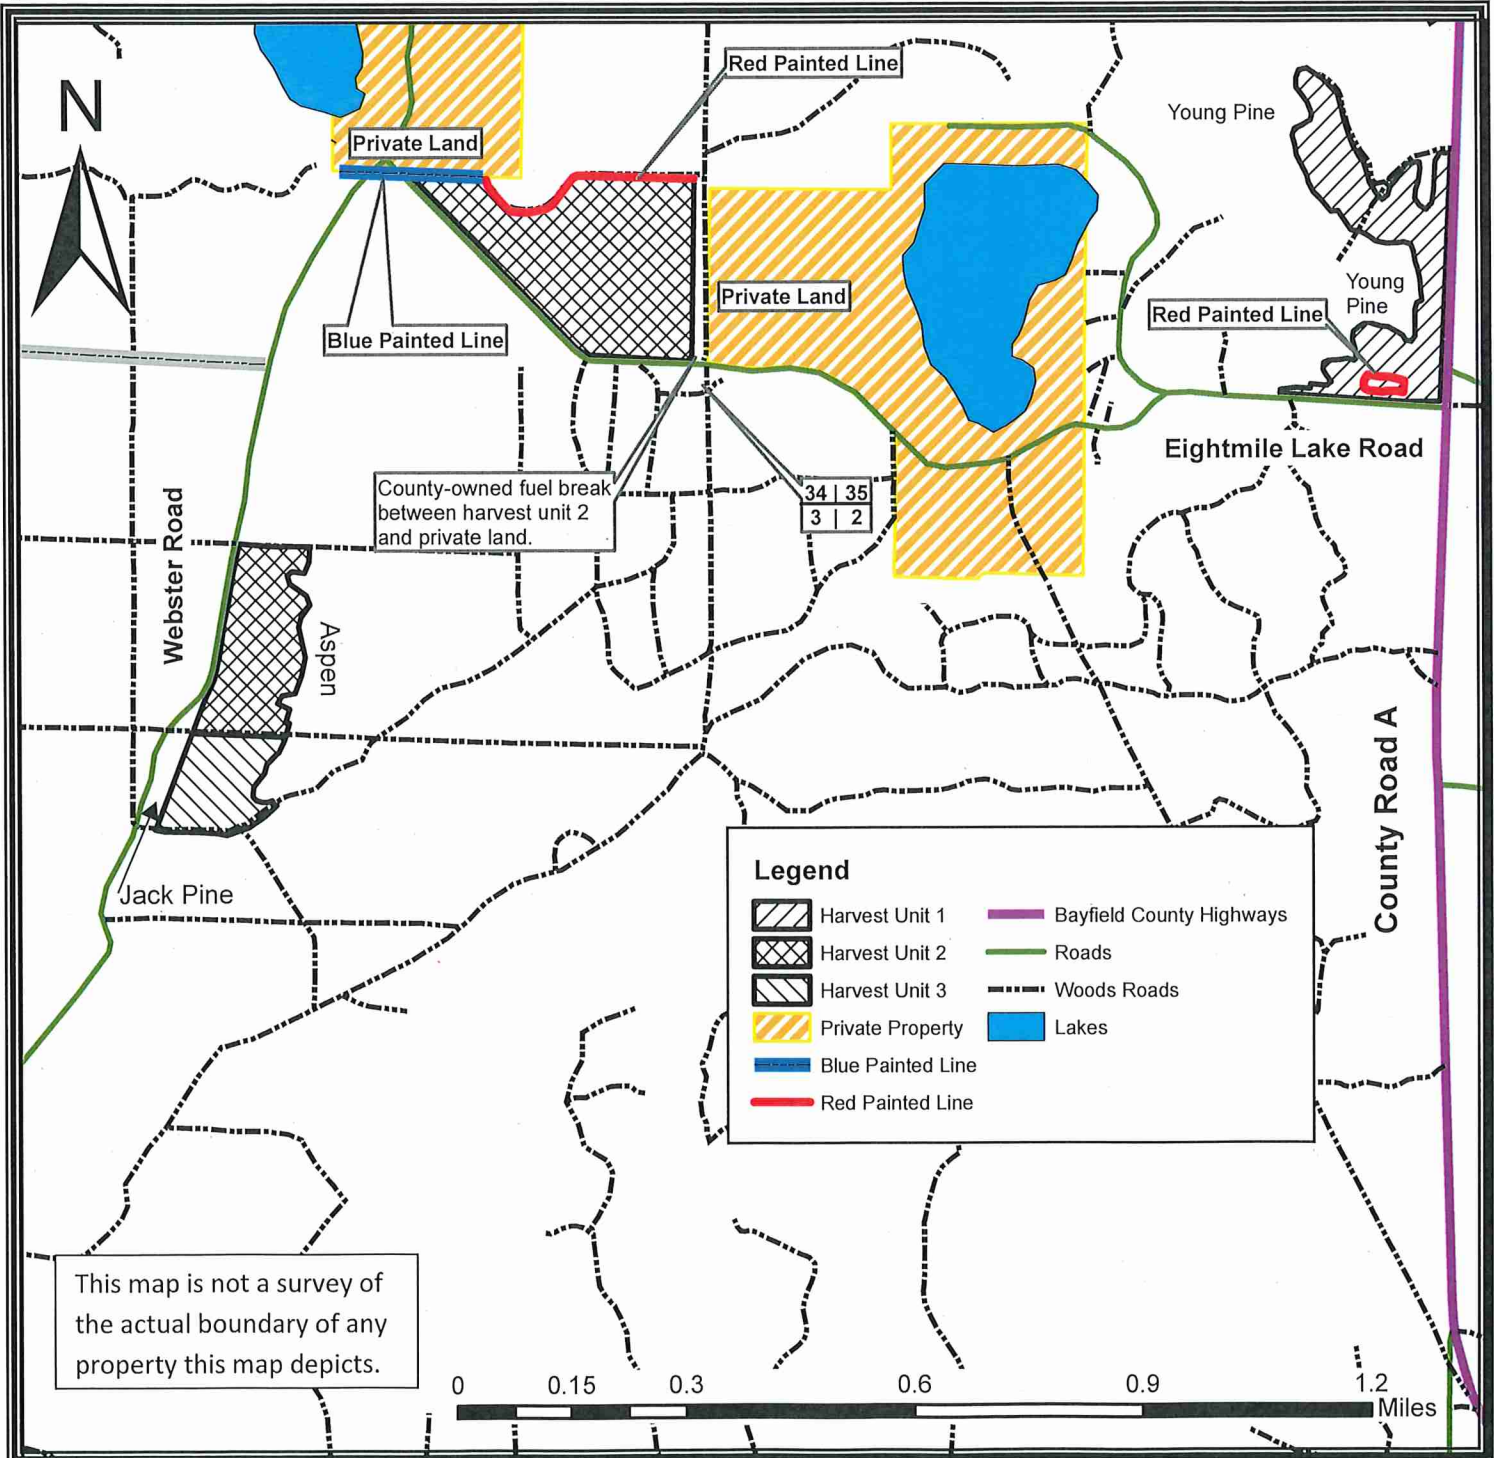 Red Painted Line
N
Young Pine
Private Land
Young
Pine
Private Land
Red Painted Line
Blue Painted Line
Eightmile Lake Road
County-owned fuel break
between harvest unit 2
and private land.
34 | 35
3 | 2
Webster Road
Aspen
County Road A
Jack Pine
Legend
Harvest Unit 1
Harvest Unit 2
Harvest Unit 3
Private Property
Blue Painted Line
Red Painted Line
Bayfield County Highways
Roads
Woods Roads
Lakes
This map is not a survey of
the actual boundary of any
property this map depicts.
0 0.15 0.3 0.6 0.9 1.2
Miles